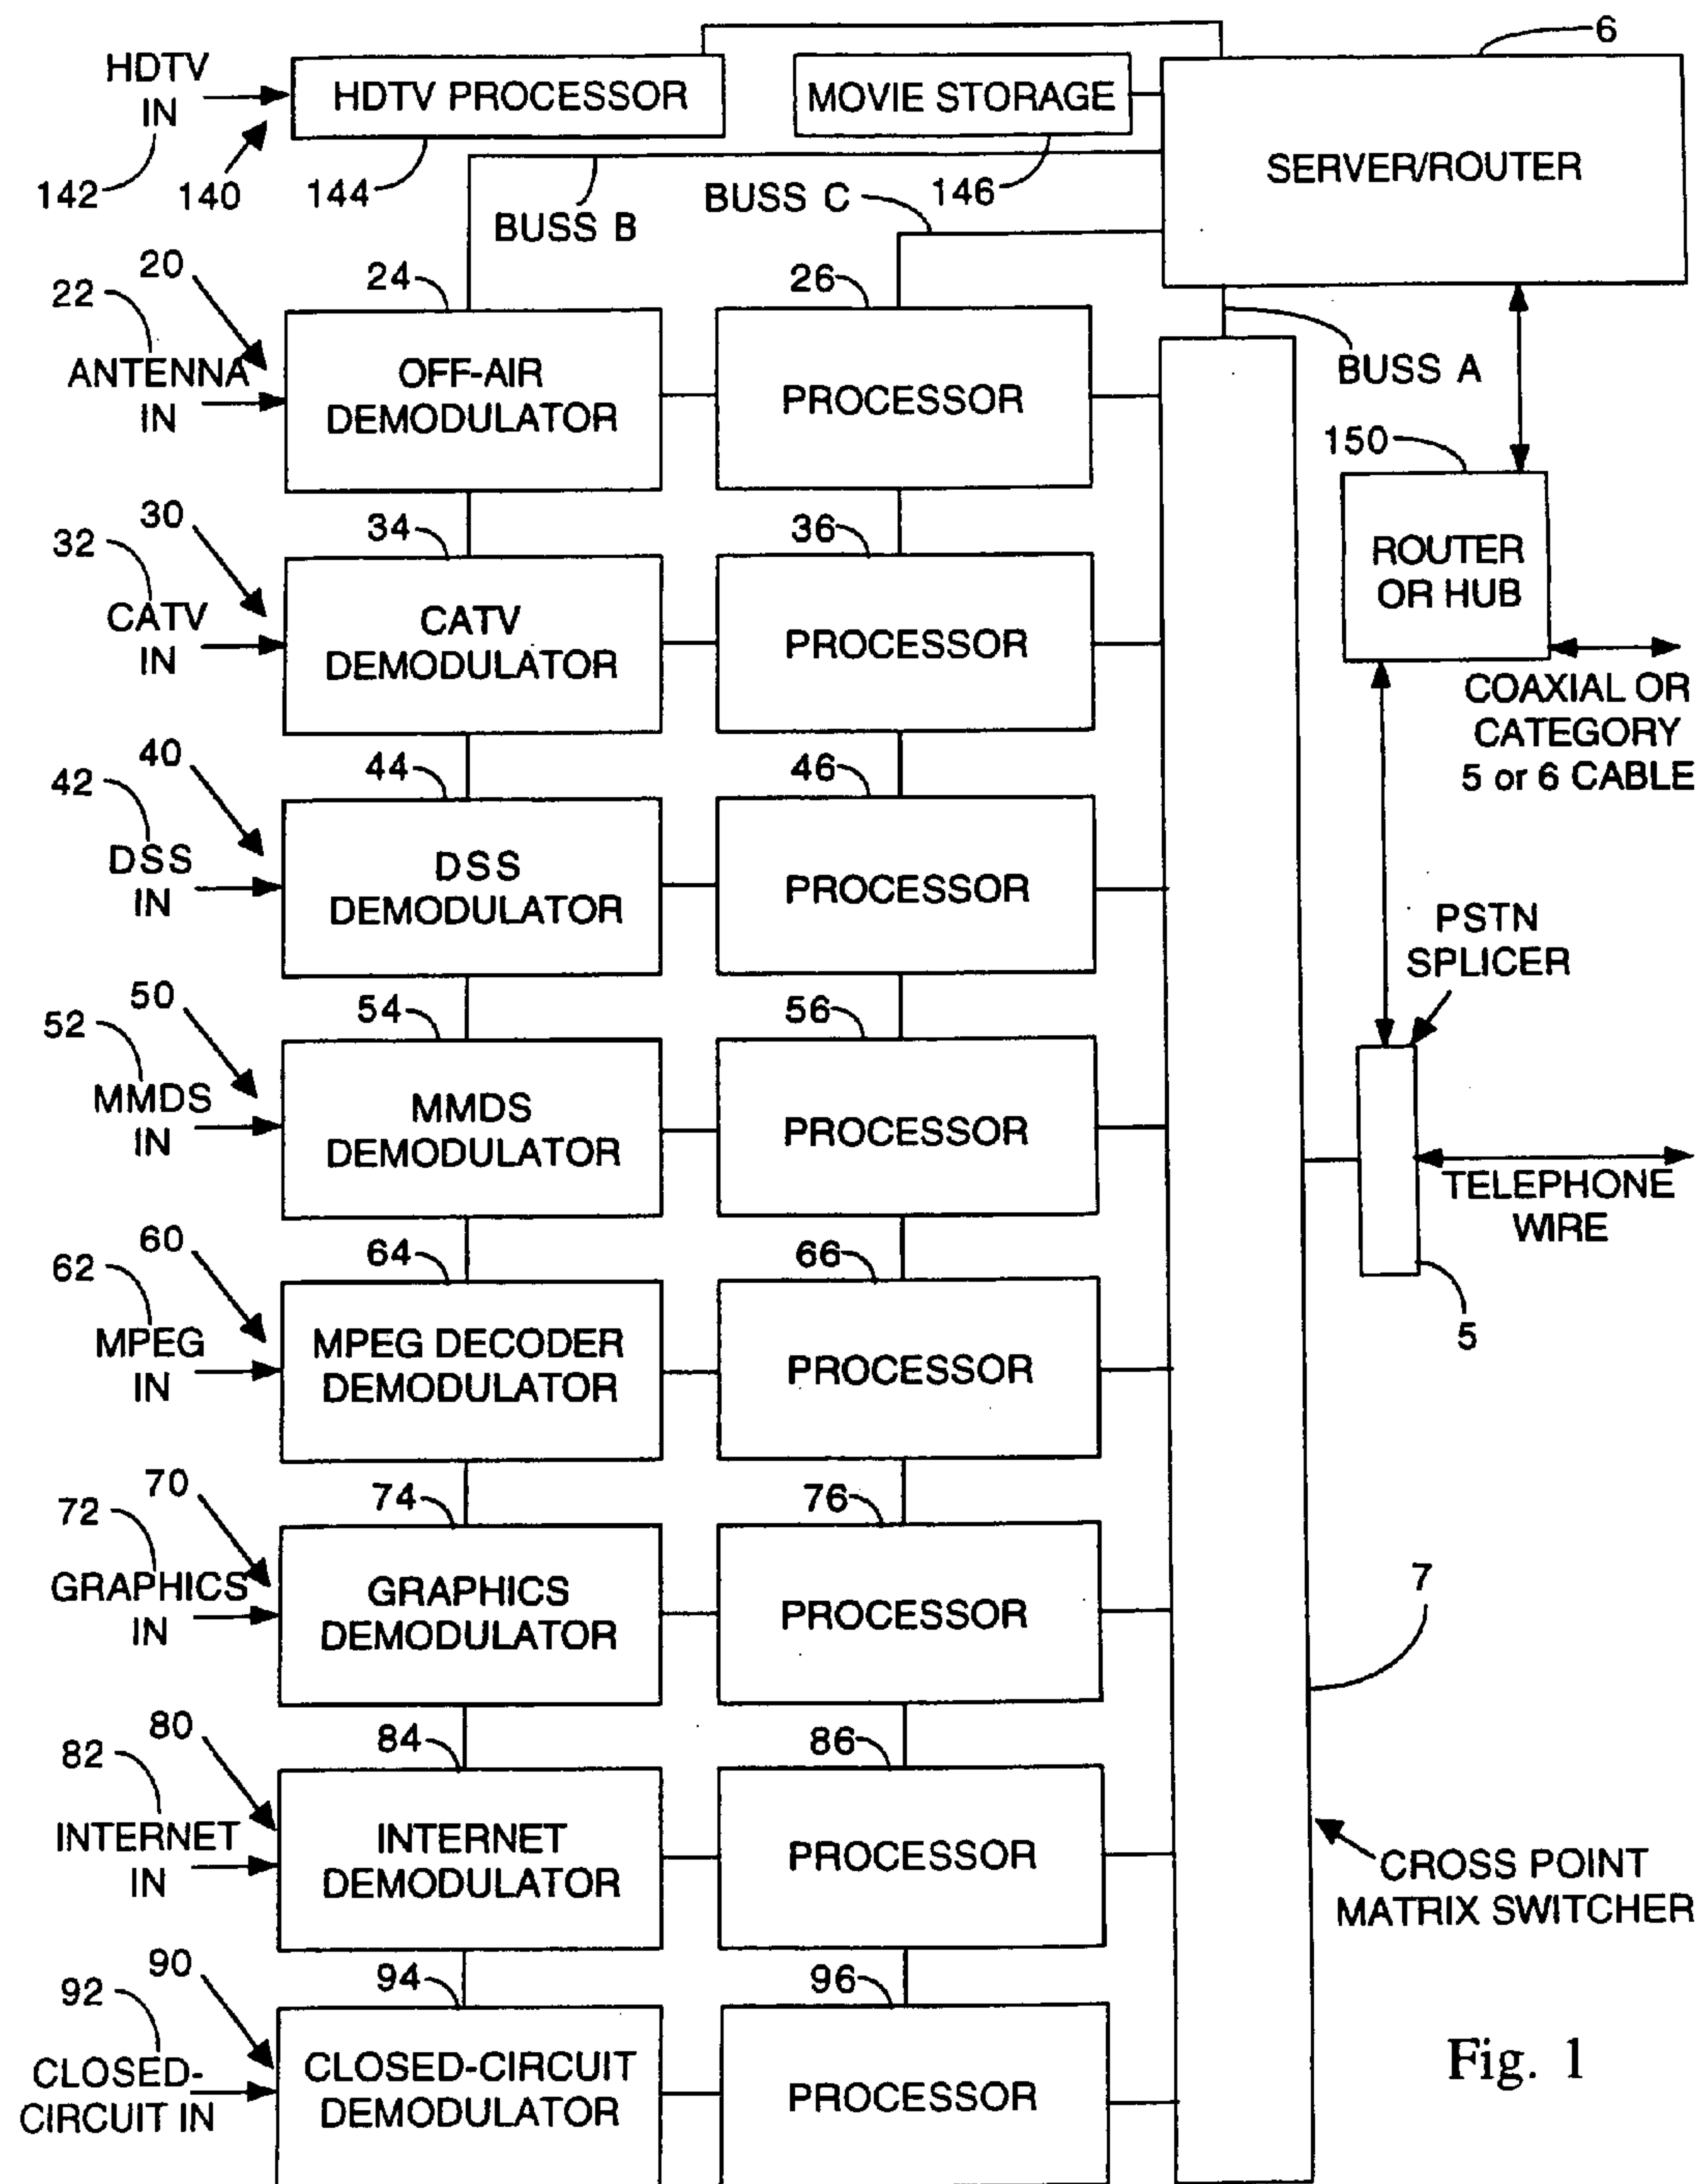 6
HDTV
IN
HDTV PROCESSOR
MOVIE STORAGE
SERVER/ROUTER
142
140
144
146
BUSS B
BUSS C
BUSS A
20
22
24
26
ANTENNA
IN
OFF-AIR
DEMODULATOR
PROCESSOR
150
ROUTER
OR HUB
30
32
34
36
CATV
IN
CATV
DEMODULATOR
PROCESSOR
COAXIAL OR
CATEGORY
5 or 6 CABLE
40
42
44
46
DSS
IN
DSS
DEMODULATOR
PROCESSOR
PSTN
SPLICER
50
52
54
56
MMDS
IN
MMDS
DEMODULATOR
PROCESSOR
TELEPHONE
WIRE
5
60
62
64
66
MPEG
IN
MPEG DECODER
DEMODULATOR
PROCESSOR
70
72
74
76
GRAPHICS
IN
GRAPHICS
DEMODULATOR
PROCESSOR
7
80
82
84
86
INTERNET
IN
INTERNET
DEMODULATOR
PROCESSOR
CROSS POINT
MATRIX SWITCHER
90
92
94
96
CLOSED-
CIRCUIT IN
CLOSED-CIRCUIT
DEMODULATOR
PROCESSOR
Fig. 1